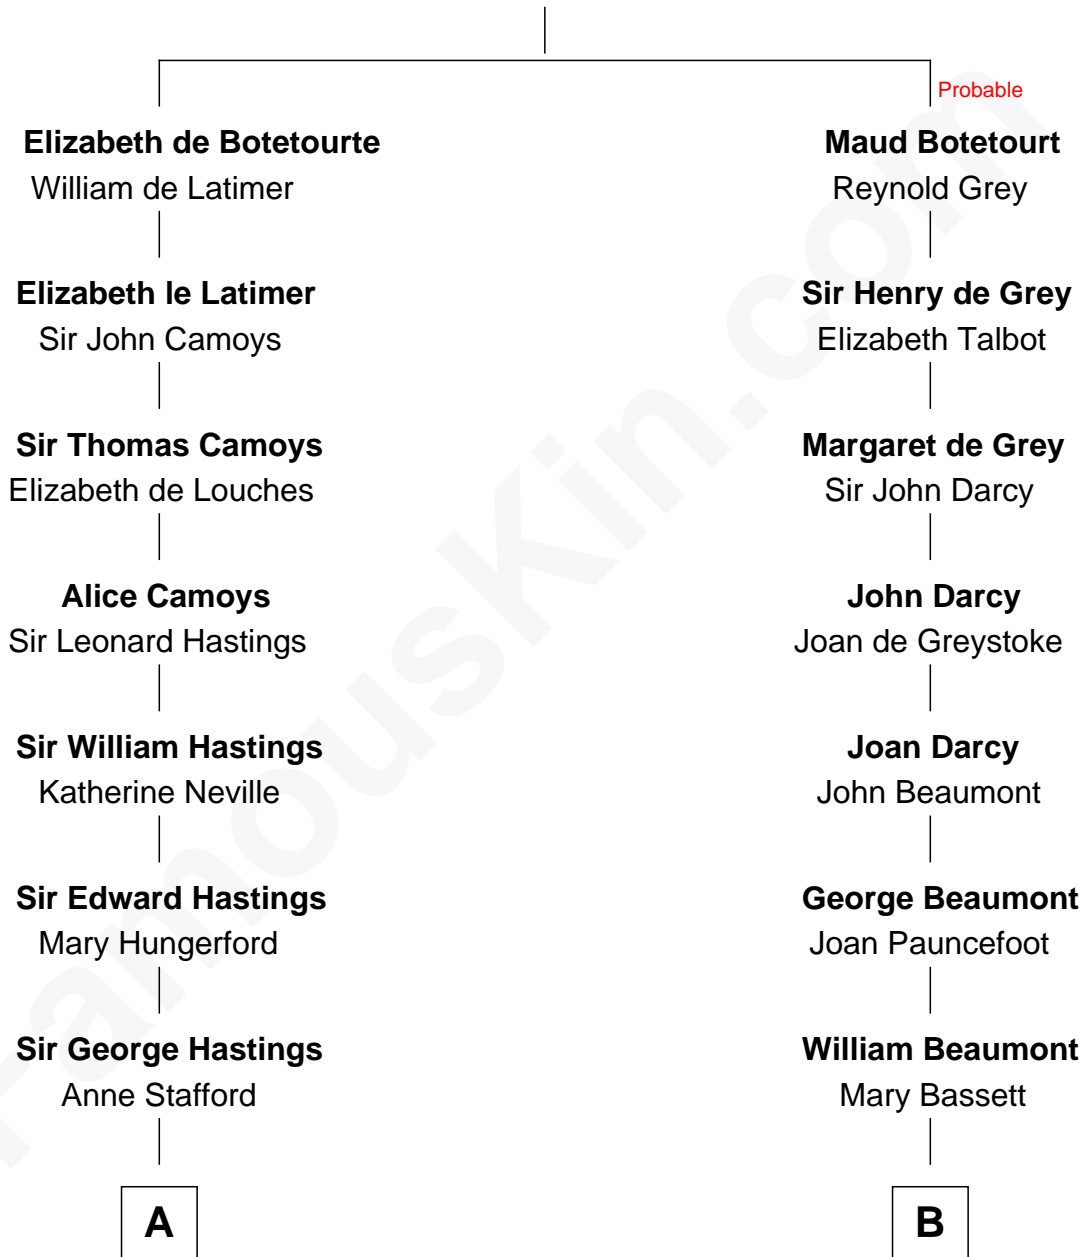 Probable
Elizabeth de Botetourte
William de Latimer
Maud Botetourt
Reynold Grey
Elizabeth le Latimer
Sir John Camoys
Sir Henry de Grey
Elizabeth Talbot
Sir Thomas Camoys
Elizabeth de Louches
Margaret de Grey
Sir John Darcy
Alice Camoys
Sir Leonard Hastings
John Darcy
Joan de Greystoke
Sir William Hastings
Katherine Neville
Joan Darcy
John Beaumont
Sir Edward Hastings
Mary Hungerford
George Beaumont
Joan Pauncefoot
Sir George Hastings
Anne Stafford
William Beaumont
Mary Bassett
A
B
FamousKin.com